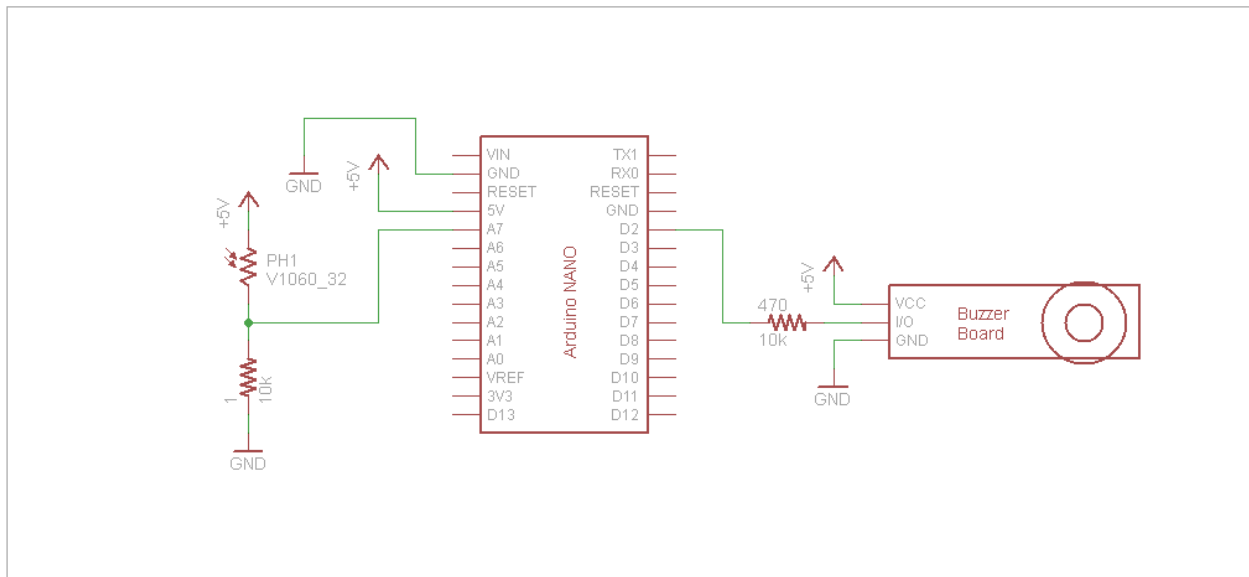 +5V
PH1
V1060_32
1
10k
GND
GND
+5V
VIN
GND
RESET
5V
A7
A6
A5
A4
A3
A2
A1
A0
VREF
3V3
D13
Arduino NANO
TX1
RX0
RESET
GND
D2
D3
D4
D5
D6
D7
D8
D9
D10
D11
D12
470
10k
+5V
GND
VCC
I/O
GND
Buzzer
Board